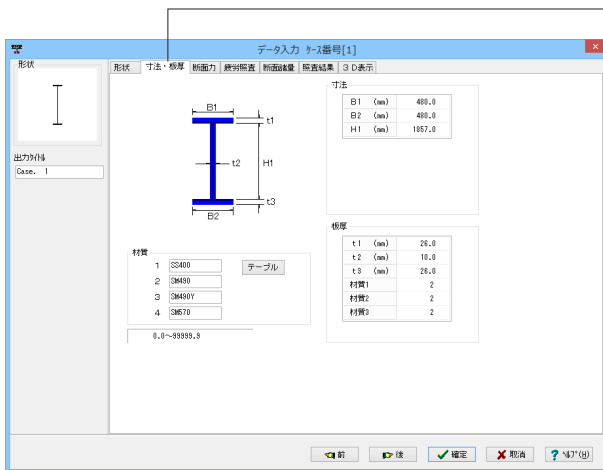 データ入力 ケース番号[1]
形状
出力タイトル
Case. 1
形状 寸法・板厚 断面力 疲労照査 断面諸量 照査結果 3D表示
B1
t1
t2
H1
t3
B2
材質
1 SS400 テーブル
2 SM490
3 SM490Y
4 SM570
0.0～99999.9
寸法
B1 (mm) 480.0
B2 (mm) 480.0
H1 (mm) 1857.0
板厚
t1 (mm) 26.0
t2 (mm) 10.0
t3 (mm) 26.0
材質1 2
材質2 2
材質3 2
前 後 確定 取消 ? ヘルプ(H)